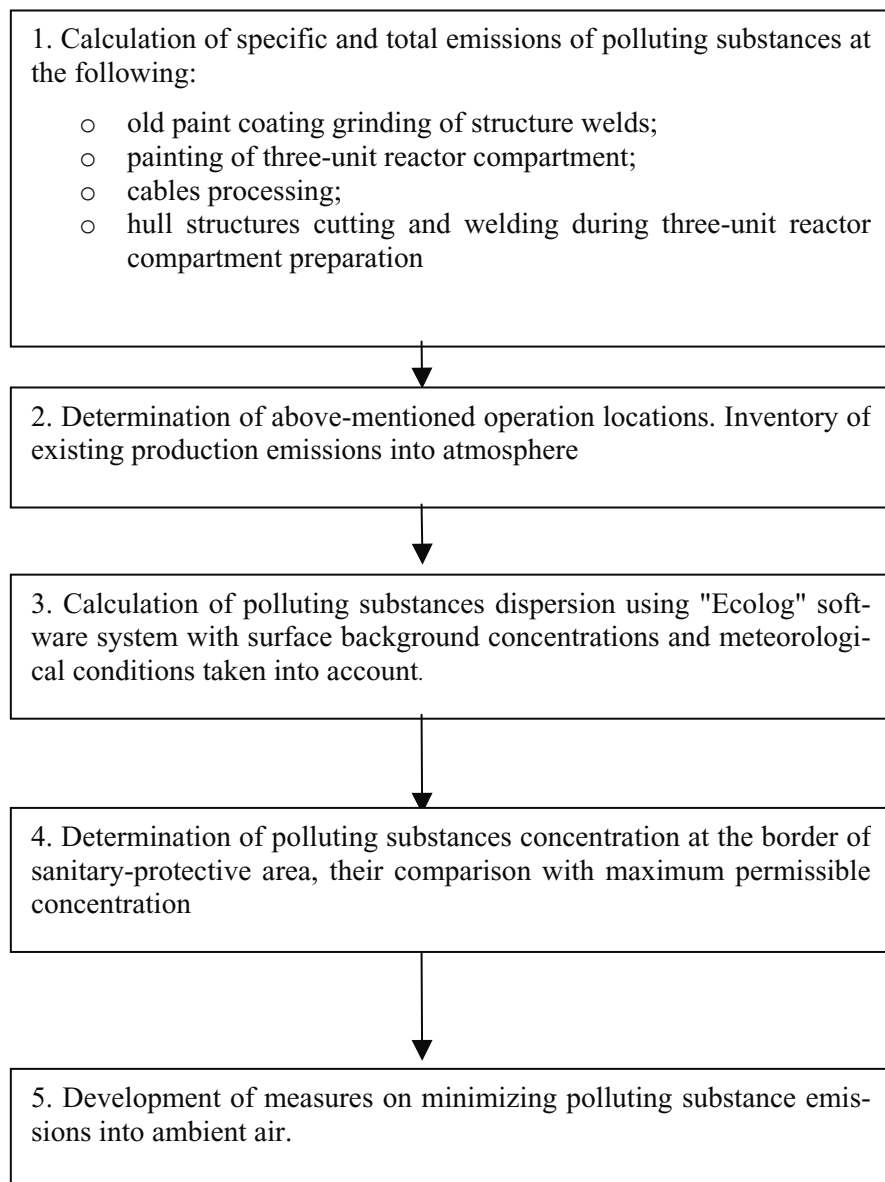 1. Calculation of specific and total emissions of polluting substances at
the following:
o old paint coating grinding of structure welds;
o painting of three-unit reactor compartment;
o cables processing;
o hull structures cutting and welding during three-unit reactor
compartment preparation
2. Determination of above-mentioned operation locations. Inventory of
existing production emissions into atmosphere
3. Calculation of polluting substances dispersion using "Ecolog" soft-
ware system with surface background concentrations and meteorologi-
cal conditions taken into account.
4. Determination of polluting substances concentration at the border of
sanitary-protective area, their comparison with maximum permissible
concentration
5. Development of measures on minimizing polluting substance emis-
sions into ambient air.